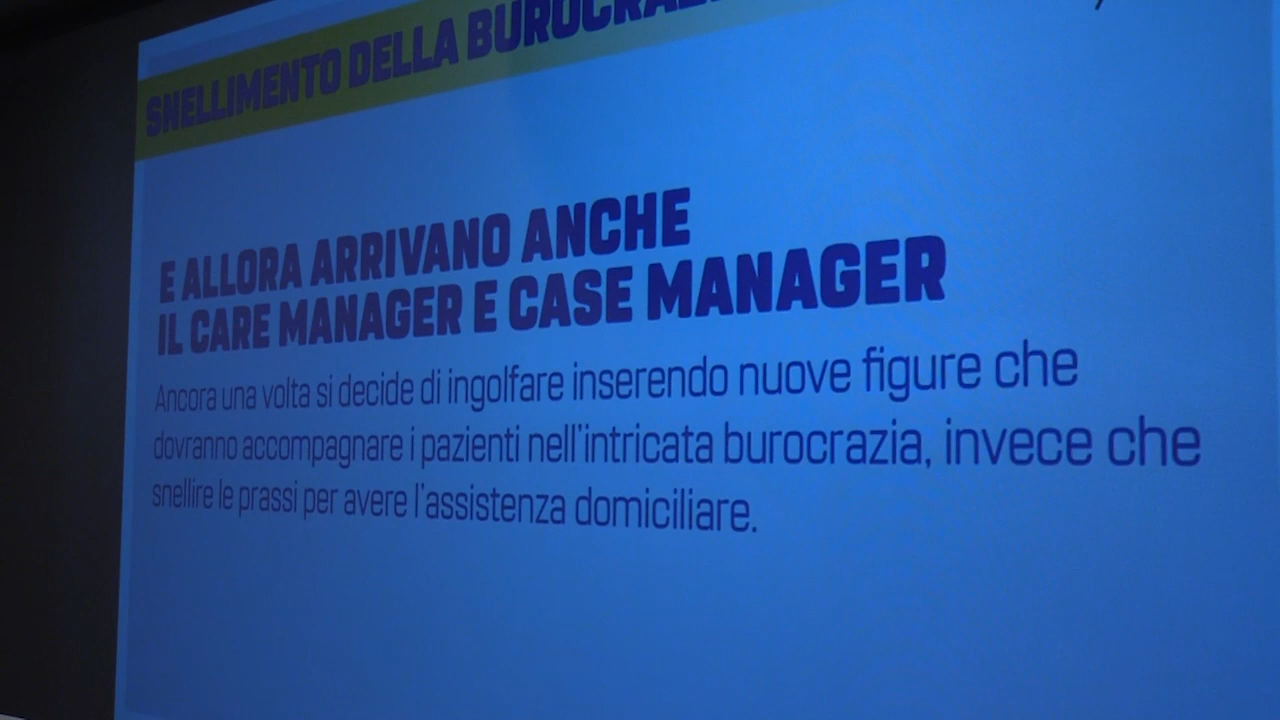 SNELLIMENTO DELLA
E ALLORA ARRIVANO ANCHE
IL CARE MANAGER E CASE MANAGER
Ancora una volta si decide di ingolfare inserendo nuove figure che
dovranno accompagnare i pazienti nell'intricata burocrazia, invece che
snellire le prassi per avere l'assistenza domiciliare.